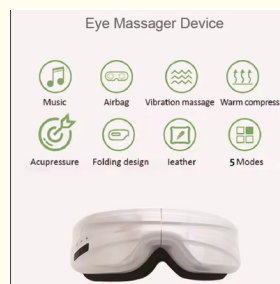 Eye Massager Device
Music Airbag Vibration massage Warm compress
Acupressure Folding design leather 5 Modes